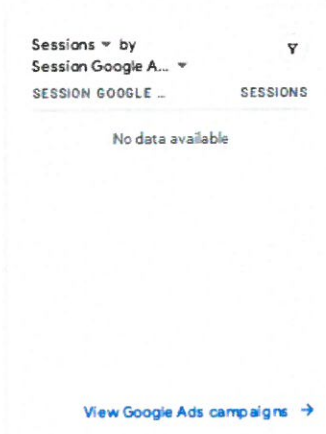 Sessions by
Session Google A...
SESSION GOOGLE ... SESSIONS
No data available
View Google Ads campaigns →